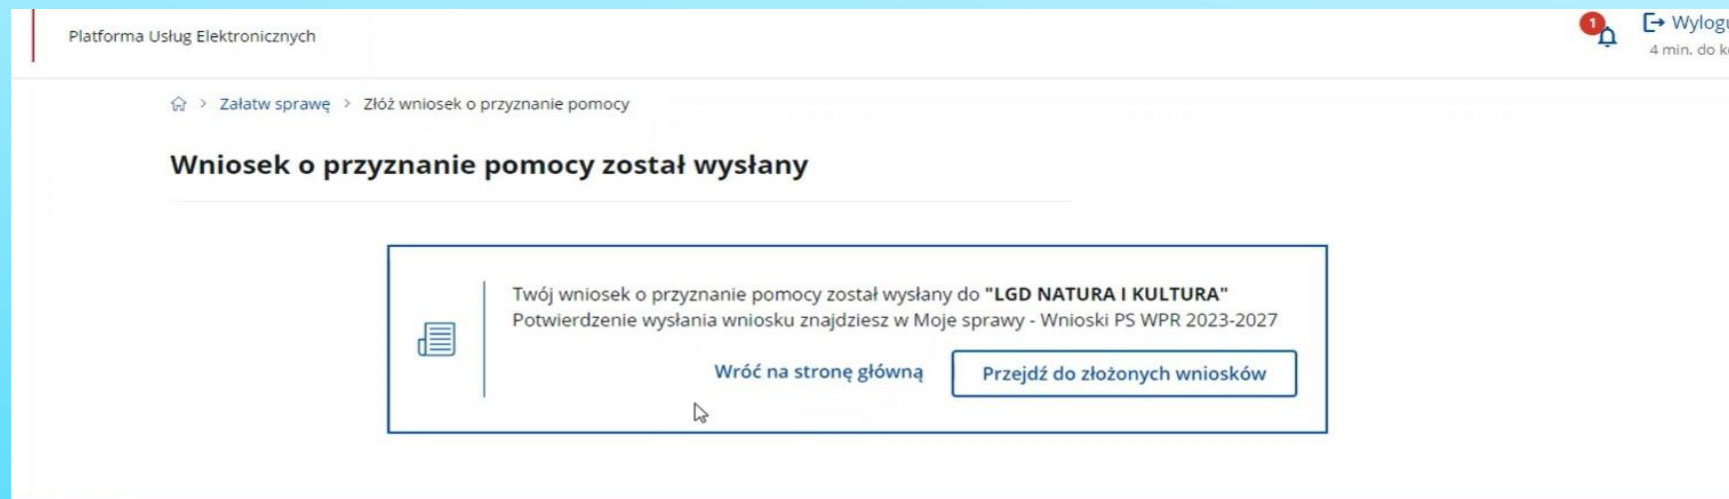 Platforma Usług Elektronicznych
1
4 min. do
Załatw sprawę > Złóż wniosek o przyznanie pomocy
Wniosek o przyznanie pomocy został wysłany
Twój wniosek o przyznanie pomocy został wysłany do "LGD NATURA I KULTURA"
Potwierdzenie wysłania wniosku znajdziesz w Moje sprawy - Wnioski PS WPR 2023-2027
Wróć na stronę główną
Przejdź do złożonych wniosków